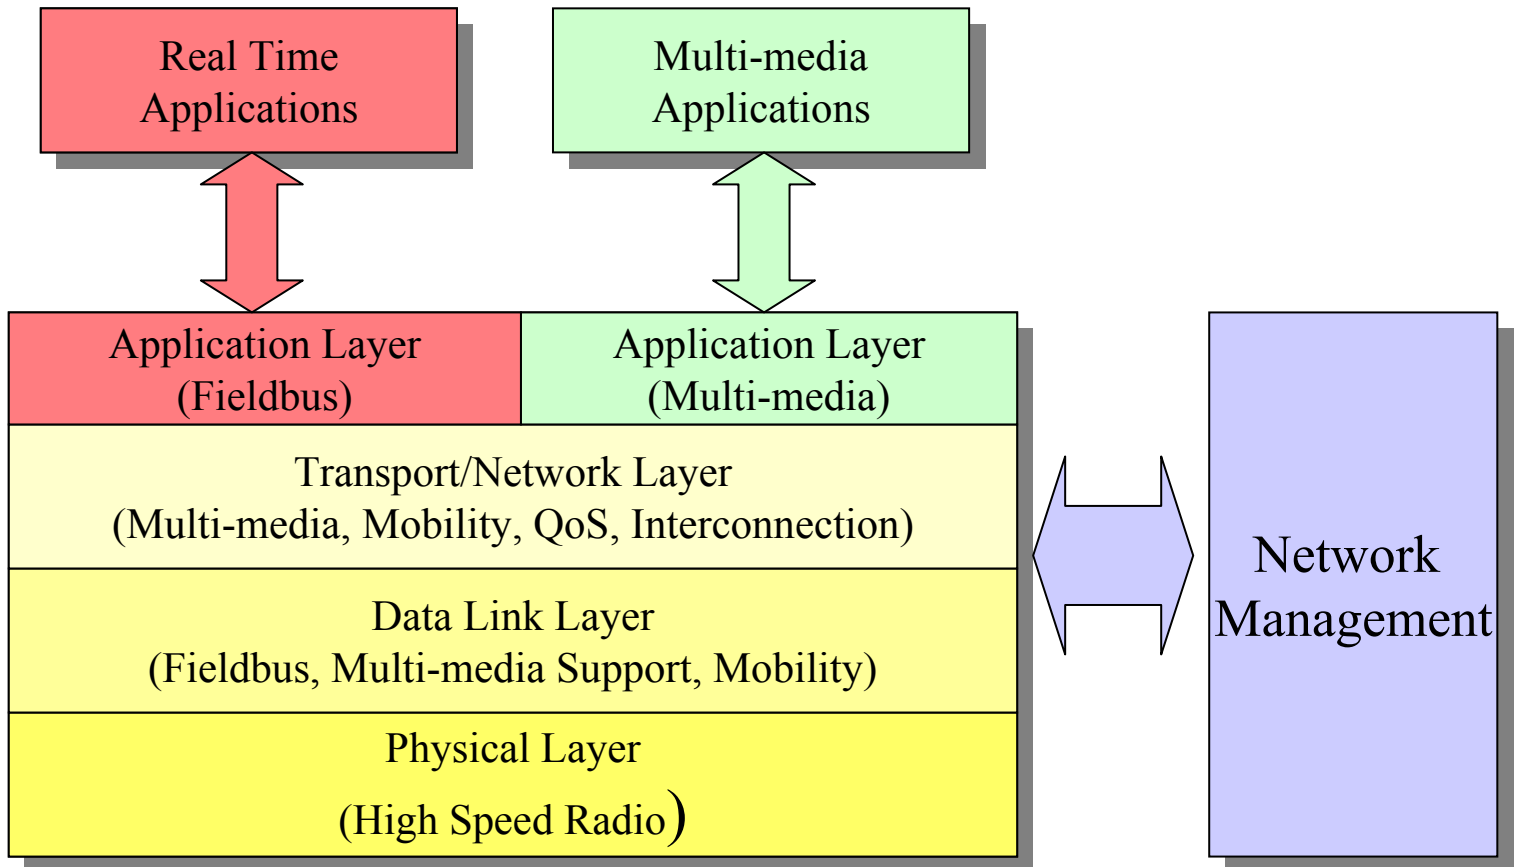 Real Time
Applications
Multi-media
Applications
Application Layer
(Fieldbus)
Application Layer
(Multi-media)
Transport/Network Layer
(Multi-media, Mobility, QoS, Interconnection)
Data Link Layer
(Fieldbus, Multi-media Support, Mobility)
Physical Layer
(High Speed Radio)
Network
Management